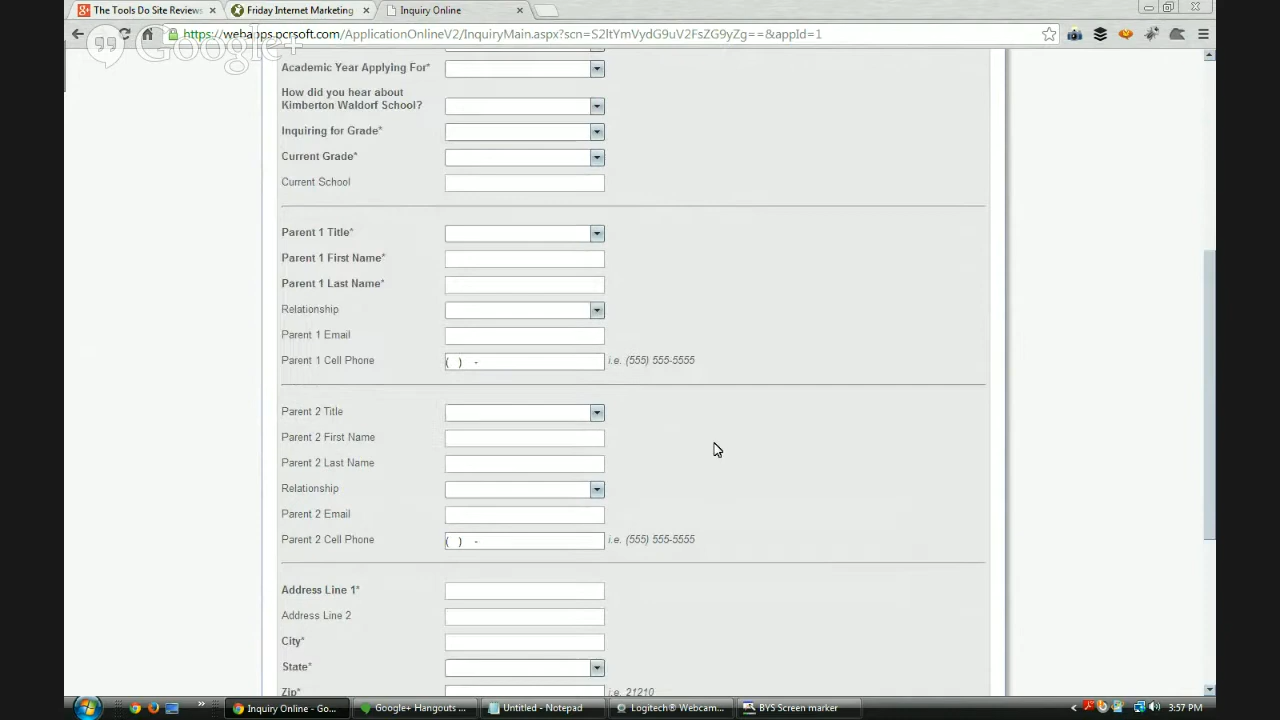 The Tools Do Site Reviews
Friday Internet Marketing
Inquiry Online
https://webapps.pcrsoft.com/ApplicationOnlineV2/InquiryMain.aspx?scn=S2ltYmVydG9uV2FsZG9yZg==&appId=1
Google+
Academic Year Applying For*
How did you hear about
Kimberton Waldorf School?
Inquiring for Grade*
Current Grade*
Current School
Parent 1 Title*
Parent 1 First Name*
Parent 1 Last Name*
Relationship
Parent 1 Email
Parent 1 Cell Phone ( ) - i.e. (555) 555-5555
Parent 2 Title
Parent 2 First Name
Parent 2 Last Name
Relationship
Parent 2 Email
Parent 2 Cell Phone ( ) - i.e. (555) 555-5555
Address Line 1*
Address Line 2
City*
State*
Zip* i.e. 21210
Inquiry Online - Go...
Google+ Hangouts ...
Untitled - Notepad
Logitech® Webcam...
BYS Screen marker
3:57 PM